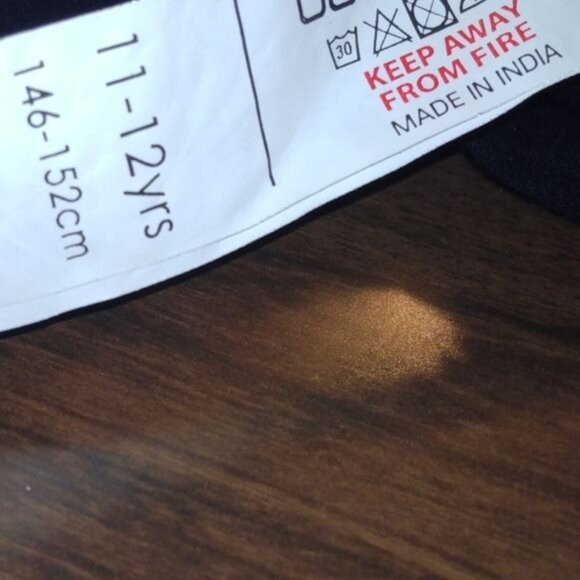 11-12yrs
146-152cm
30
KEEP AWAY
FROM FIRE
MADE IN INDIA